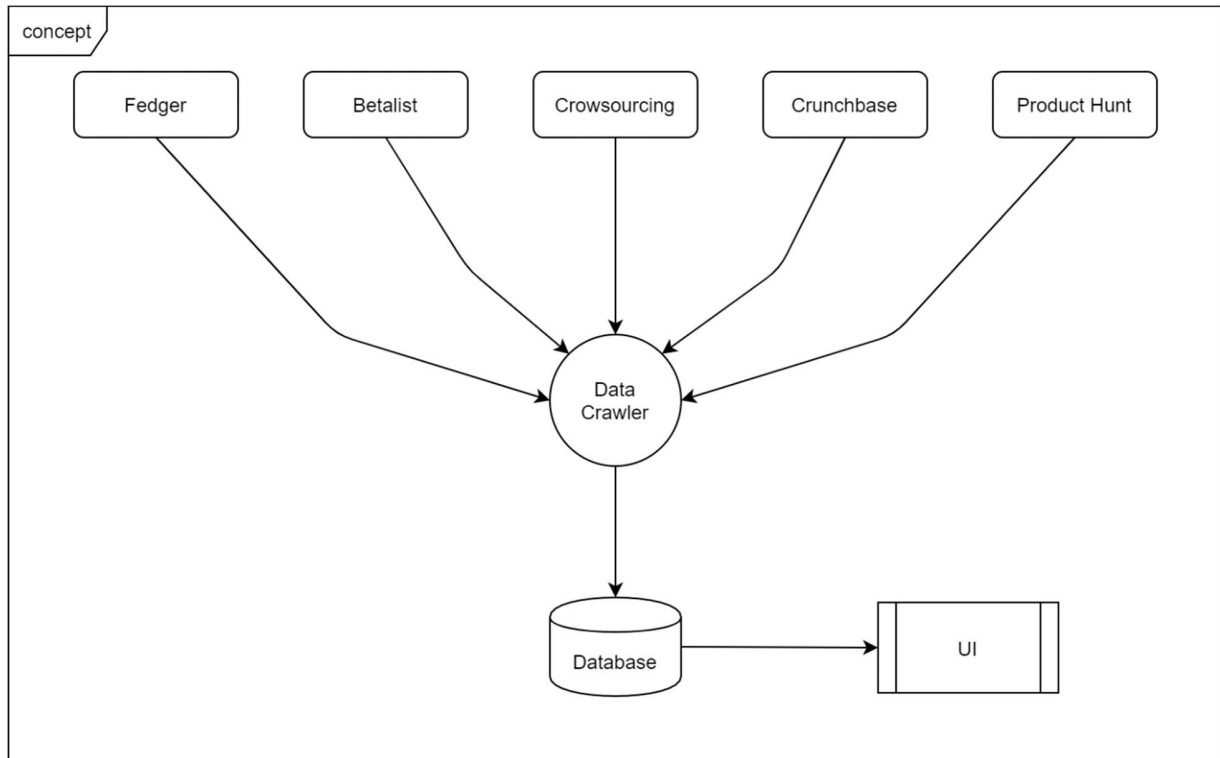 concept
Fedger
Betalist
Crowsourcing
Crunchbase
Product Hunt
Data
Crawler
Database
UI